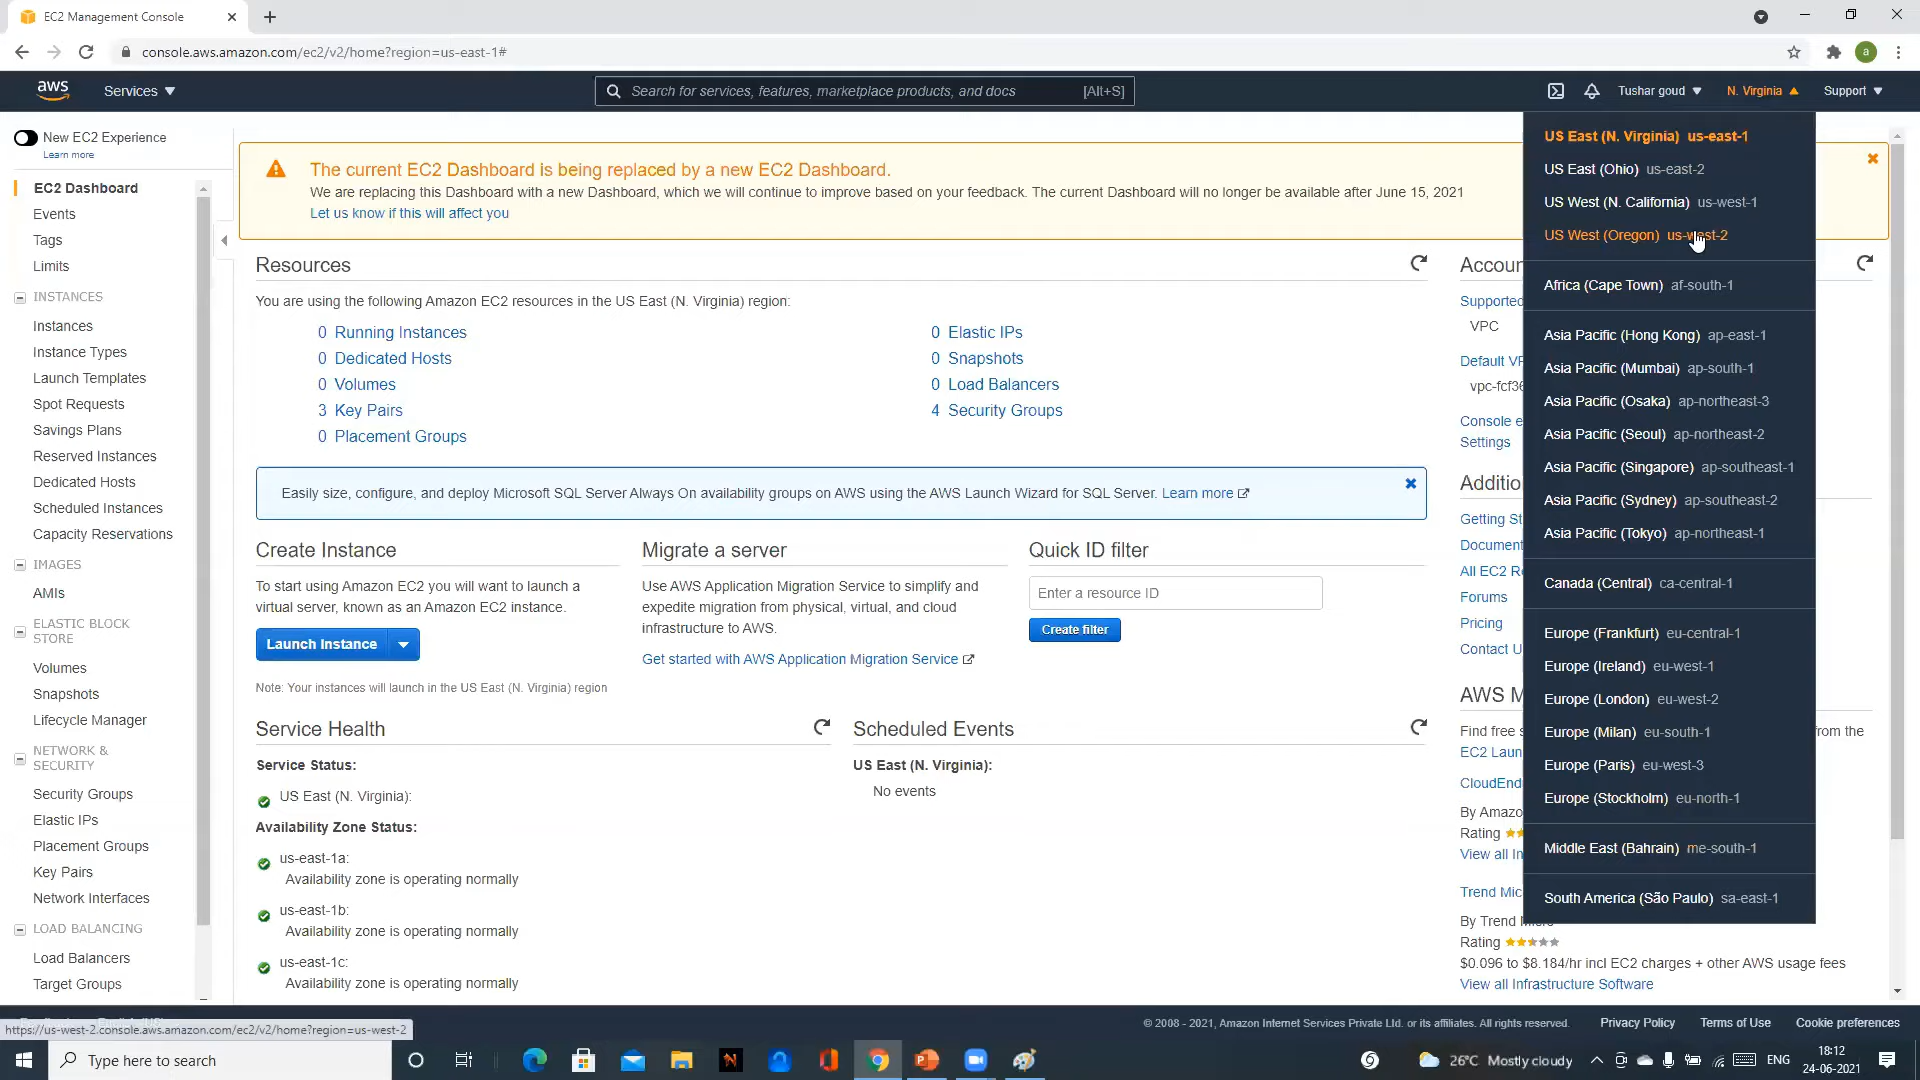 EC2 Management Console
console.aws.amazon.com/ec2/v2/home?region=us-east-1#
a
aws
Services
Search for services, features, marketplace products, and docs
[Alt+S]
Tushar goud
N. Virginia
Support
New EC2 Experience
Learn more
EC2 Dashboard
Events
Tags
Limits
INSTANCES
Instances
Instance Types
Launch Templates
Spot Requests
Savings Plans
Reserved Instances
Dedicated Hosts
Scheduled Instances
Capacity Reservations
IMAGES
AMIs
ELASTIC BLOCK
STORE
Volumes
Snapshots
Lifecycle Manager
NETWORK &
SECURITY
Security Groups
Elastic IPs
Placement Groups
Key Pairs
Network Interfaces
LOAD BALANCING
Load Balancers
Target Groups
The current EC2 Dashboard is being replaced by a new EC2 Dashboard.
We are replacing this Dashboard with a new Dashboard, which we will continue to improve based on your feedback. The current Dashboard will no longer be available after June 15, 2021
Let us know if this will affect you
Resources
You are using the following Amazon EC2 resources in the US East (N. Virginia) region:
0 Running Instances
0 Dedicated Hosts
0 Volumes
3 Key Pairs
0 Placement Groups
0 Elastic IPs
0 Snapshots
0 Load Balancers
4 Security Groups
Easily size, configure, and deploy Microsoft SQL Server Always On availability groups on AWS using the AWS Launch Wizard for SQL Server. Learn more
Create Instance
To start using Amazon EC2 you will want to launch a
virtual server, known as an Amazon EC2 instance.
Launch Instance
Note: Your instances will launch in the US East (N. Virginia) region
Migrate a server
Use AWS Application Migration Service to simplify and
expedite migration from physical, virtual, and cloud
infrastructure to AWS.
Get started with AWS Application Migration Service
Quick ID filter
Enter a resource ID
Create filter
Service Health
Service Status:
US East (N. Virginia):
Availability Zone Status:
us-east-1a:
Availability zone is operating normally
us-east-1b:
Availability zone is operating normally
us-east-1c:
Availability zone is operating normally
Scheduled Events
US East (N. Virginia):
No events
Accoun
Supported
VPC
Default VP
vpc-fcf36
Console e
Settings
Additio
Getting St
Document
All EC2 R
Forums
Pricing
Contact U
AWS M
Find free s
from the
EC2 Laun
CloudEnd
By Amazo
Rating
View all In
Trend Mic
By Trend Micro
Rating
$0.096 to $8.184/hr incl EC2 charges + other AWS usage fees
View all Infrastructure Software
US East (N. Virginia) us-east-1
US East (Ohio) us-east-2
US West (N. California) us-west-1
US West (Oregon) us-west-2
Africa (Cape Town) af-south-1
Asia Pacific (Hong Kong) ap-east-1
Asia Pacific (Mumbai) ap-south-1
Asia Pacific (Osaka) ap-northeast-3
Asia Pacific (Seoul) ap-northeast-2
Asia Pacific (Singapore) ap-southeast-1
Asia Pacific (Sydney) ap-southeast-2
Asia Pacific (Tokyo) ap-northeast-1
Canada (Central) ca-central-1
Europe (Frankfurt) eu-central-1
Europe (Ireland) eu-west-1
Europe (London) eu-west-2
Europe (Milan) eu-south-1
Europe (Paris) eu-west-3
Europe (Stockholm) eu-north-1
Middle East (Bahrain) me-south-1
South America (São Paulo) sa-east-1
https://us-west-2.console.aws.amazon.com/ec2/v2/home?region=us-west-2
© 2008 - 2021, Amazon Internet Services Private Ltd. or its affiliates. All rights reserved.
Privacy Policy
Terms of Use
Cookie preferences
Type here to search
26°C Mostly cloudy
ENG
18:12
24-06-2021